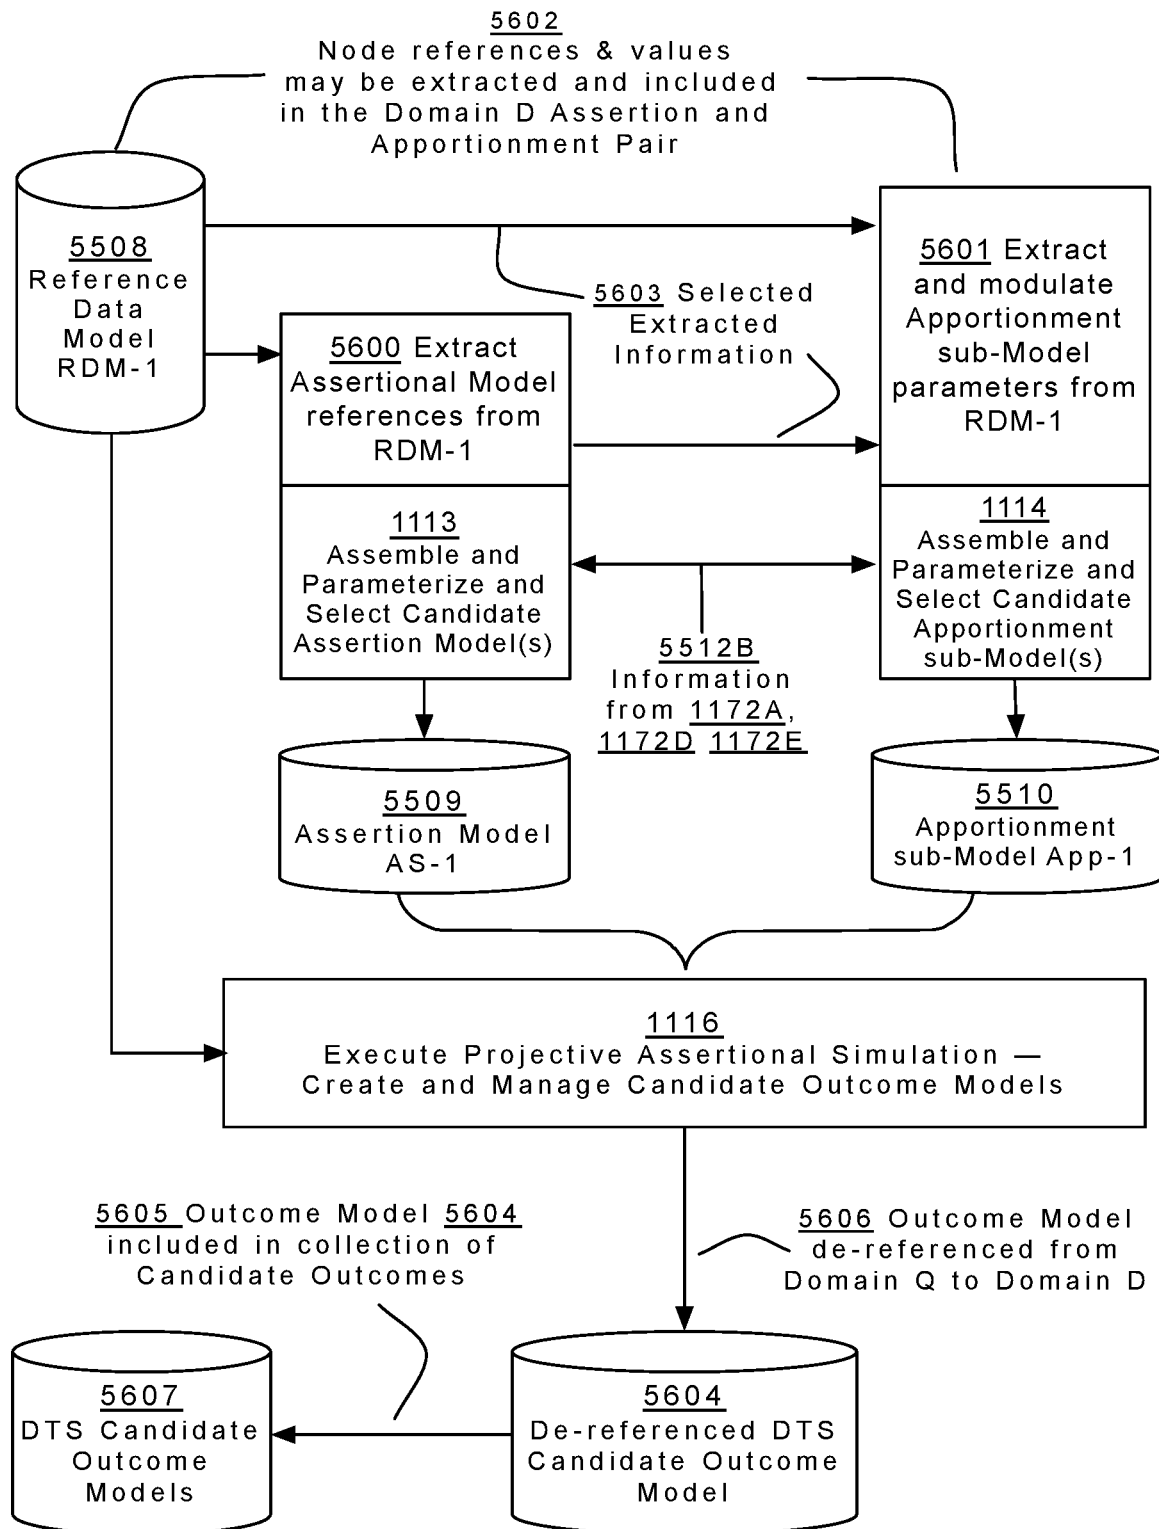 5602
Node references & values
may be extracted and included
in the Domain D Assertion and
Apportionment Pair
5508
Reference
Data
Model
RDM-1
5601 Extract
and modulate
Apportionment
sub-Model
parameters from
RDM-1
5603 Selected
Extracted
Information
5600 Extract
Assertional Model
references from
RDM-1
1113
Assemble and
Parameterize and
Select Candidate
Assertion Model(s)
1114
Assemble and
Parameterize and
Select Candidate
Apportionment
sub-Model(s)
5512B
Information
from 1172A,
1172D 1172E
5509
Assertion Model
AS-1
5510
Apportionment
sub-Model App-1
1116
Execute Projective Assertional Simulation —
Create and Manage Candidate Outcome Models
5605 Outcome Model 5604
included in collection of
Candidate Outcomes
5606 Outcome Model
de-referenced from
Domain Q to Domain D
5607
DTS Candidate
Outcome
Models
5604
De-referenced DTS
Candidate Outcome
Model